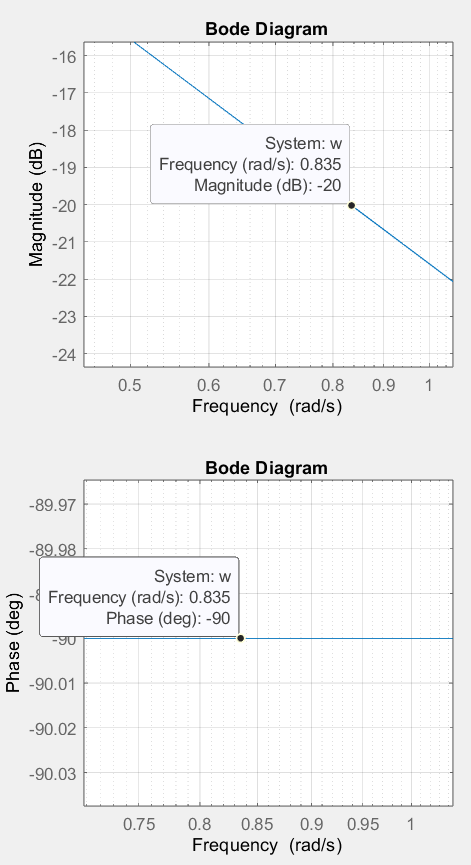 Bode Diagram
-16
-17
-18
-19
-20
-21
-22
-23
-24
Magnitude (dB)
System: w
Frequency (rad/s): 0.835
Magnitude (dB): -20
0.5 0.6 0.7 0.8 0.9 1
Frequency (rad/s)
Bode Diagram
-89.97
-89.98
-90
-90.01
-90.02
-90.03
Phase (deg)
System: w
Frequency (rad/s): 0.835
Phase (deg): -90
0.75 0.8 0.85 0.9 0.95 1
Frequency (rad/s)